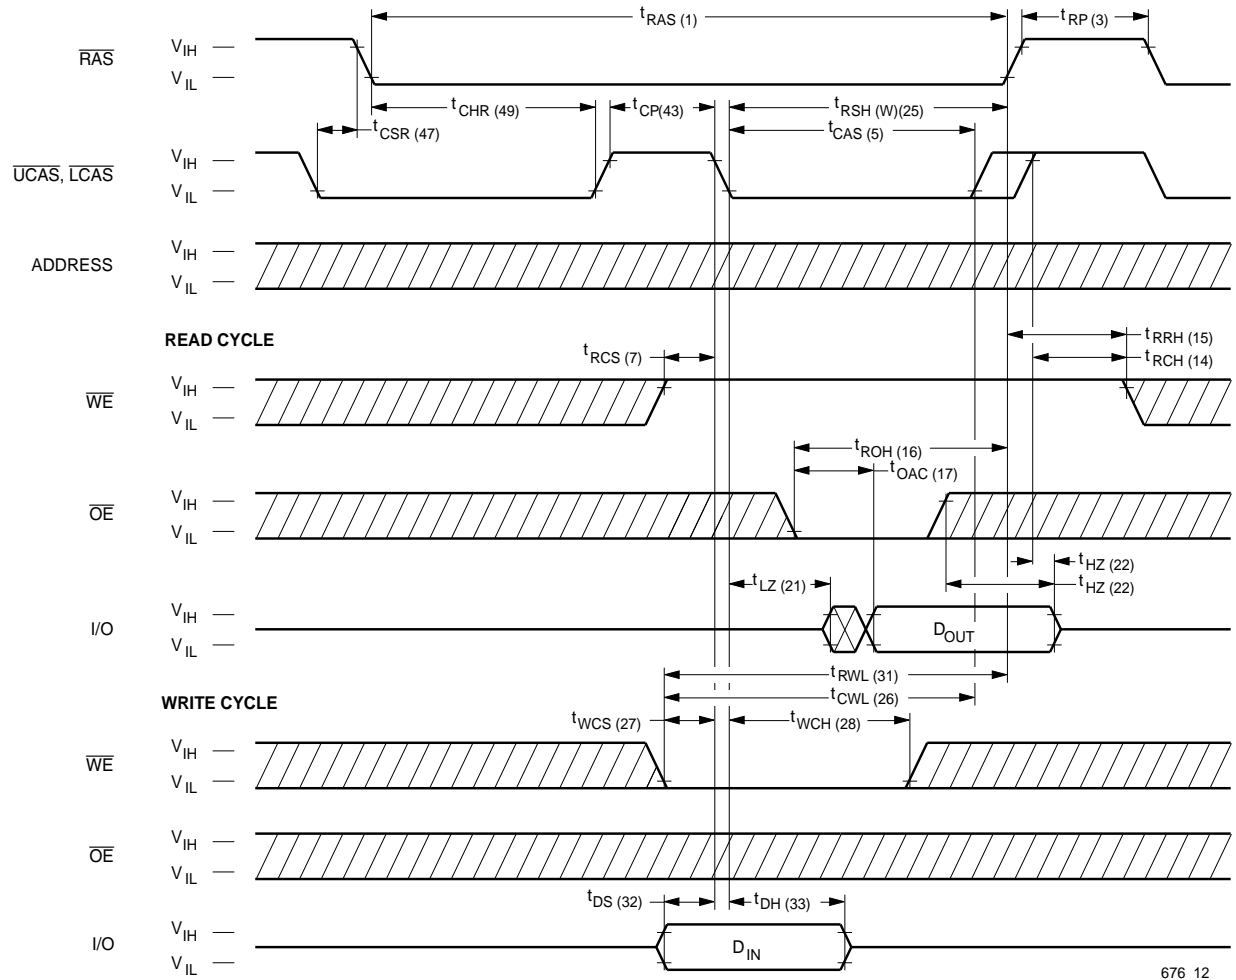 t RAS (1)
t RP (3)
RAS
V IH
V IL
t CHR (49)
t CP(43)
t RSH (W)(25)
t CSR (47)
t CAS (5)
UCAS, LCAS
V IH
V IL
ADDRESS
V IH
V IL
READ CYCLE
t RRH (15)
t RCS (7)
t RCH (14)
WE
V IH
V IL
t ROH (16)
t OAC (17)
OE
V IH
V IL
t HZ (22)
t LZ (21)
t HZ (22)
I/O
V IH
V IL
D OUT
t RWL (31)
WRITE CYCLE
t CWL (26)
t WCS (27)
t WCH (28)
WE
V IH
V IL
OE
V IH
V IL
t DS (32)
t DH (33)
I/O
V IH
V IL
D IN
676 12